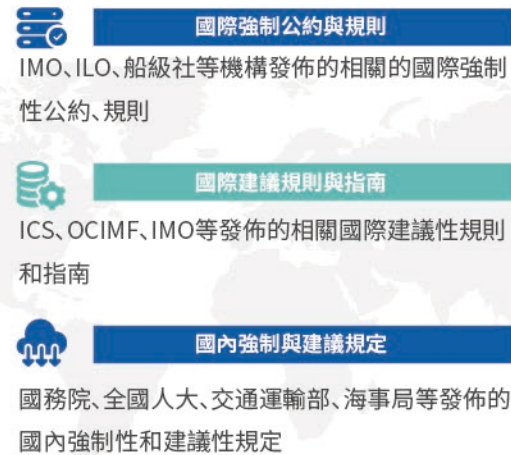 國際強制公約與規則
IMO、ILO、船級社等機構發佈的相關的國際強制
性公約、規則
國際建議規則與指南
ICS、OCIMF、IMO等發佈的相關國際建議性規則
和指南
國內強制與建議規定
國務院、全國人大、交通運輸部、海事局等發佈的
國內強制性和建議性規定